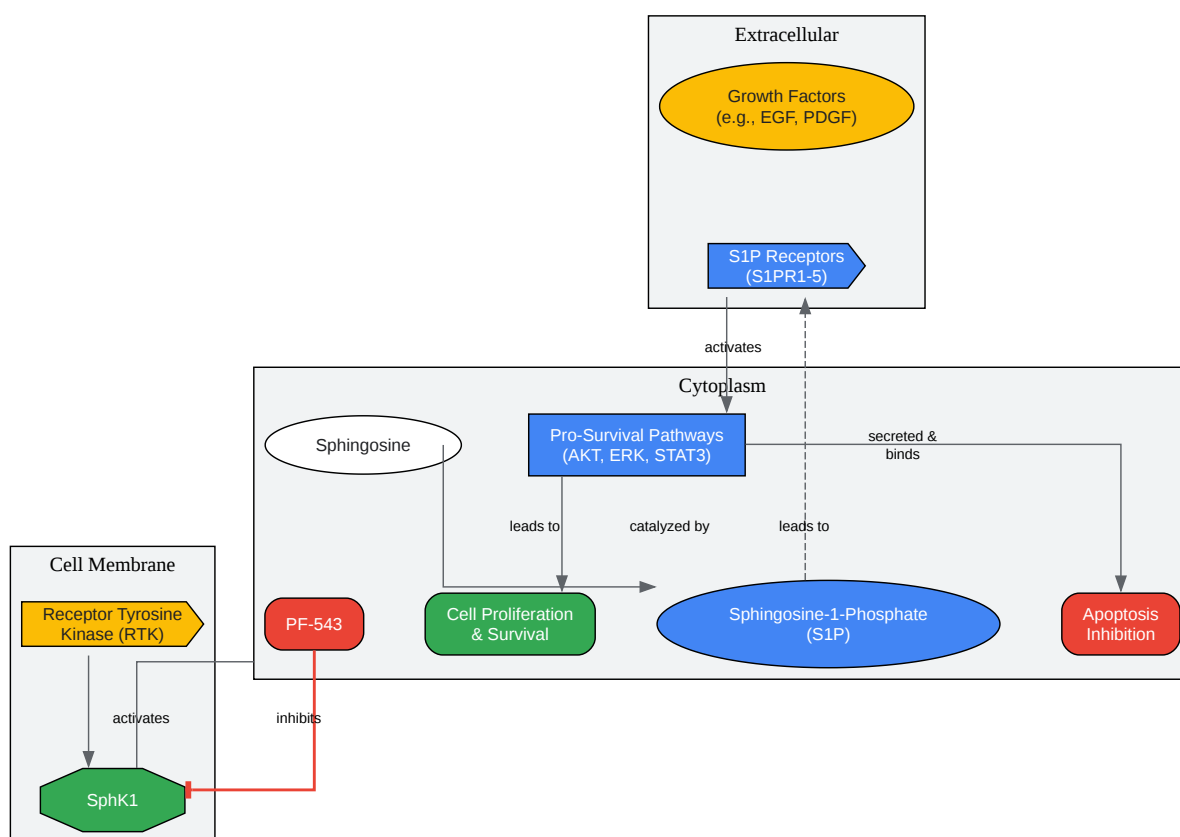 Extracellular
Growth Factors
(e.g., EGF, PDGF)
S1P Receptors
(S1PR1-5)
activates
Cytoplasm
Sphingosine
Pro-Survival Pathways
(AKT, ERK, STAT3)
secreted &
binds
leads to
catalyzed by
leads to
Cell Membrane
Receptor Tyrosine
Kinase (RTK)
PF-543
Cell Proliferation
& Survival
Sphingosine-1-Phosphate
(S1P)
Apoptosis
Inhibition
activates
inhibits
SphK1